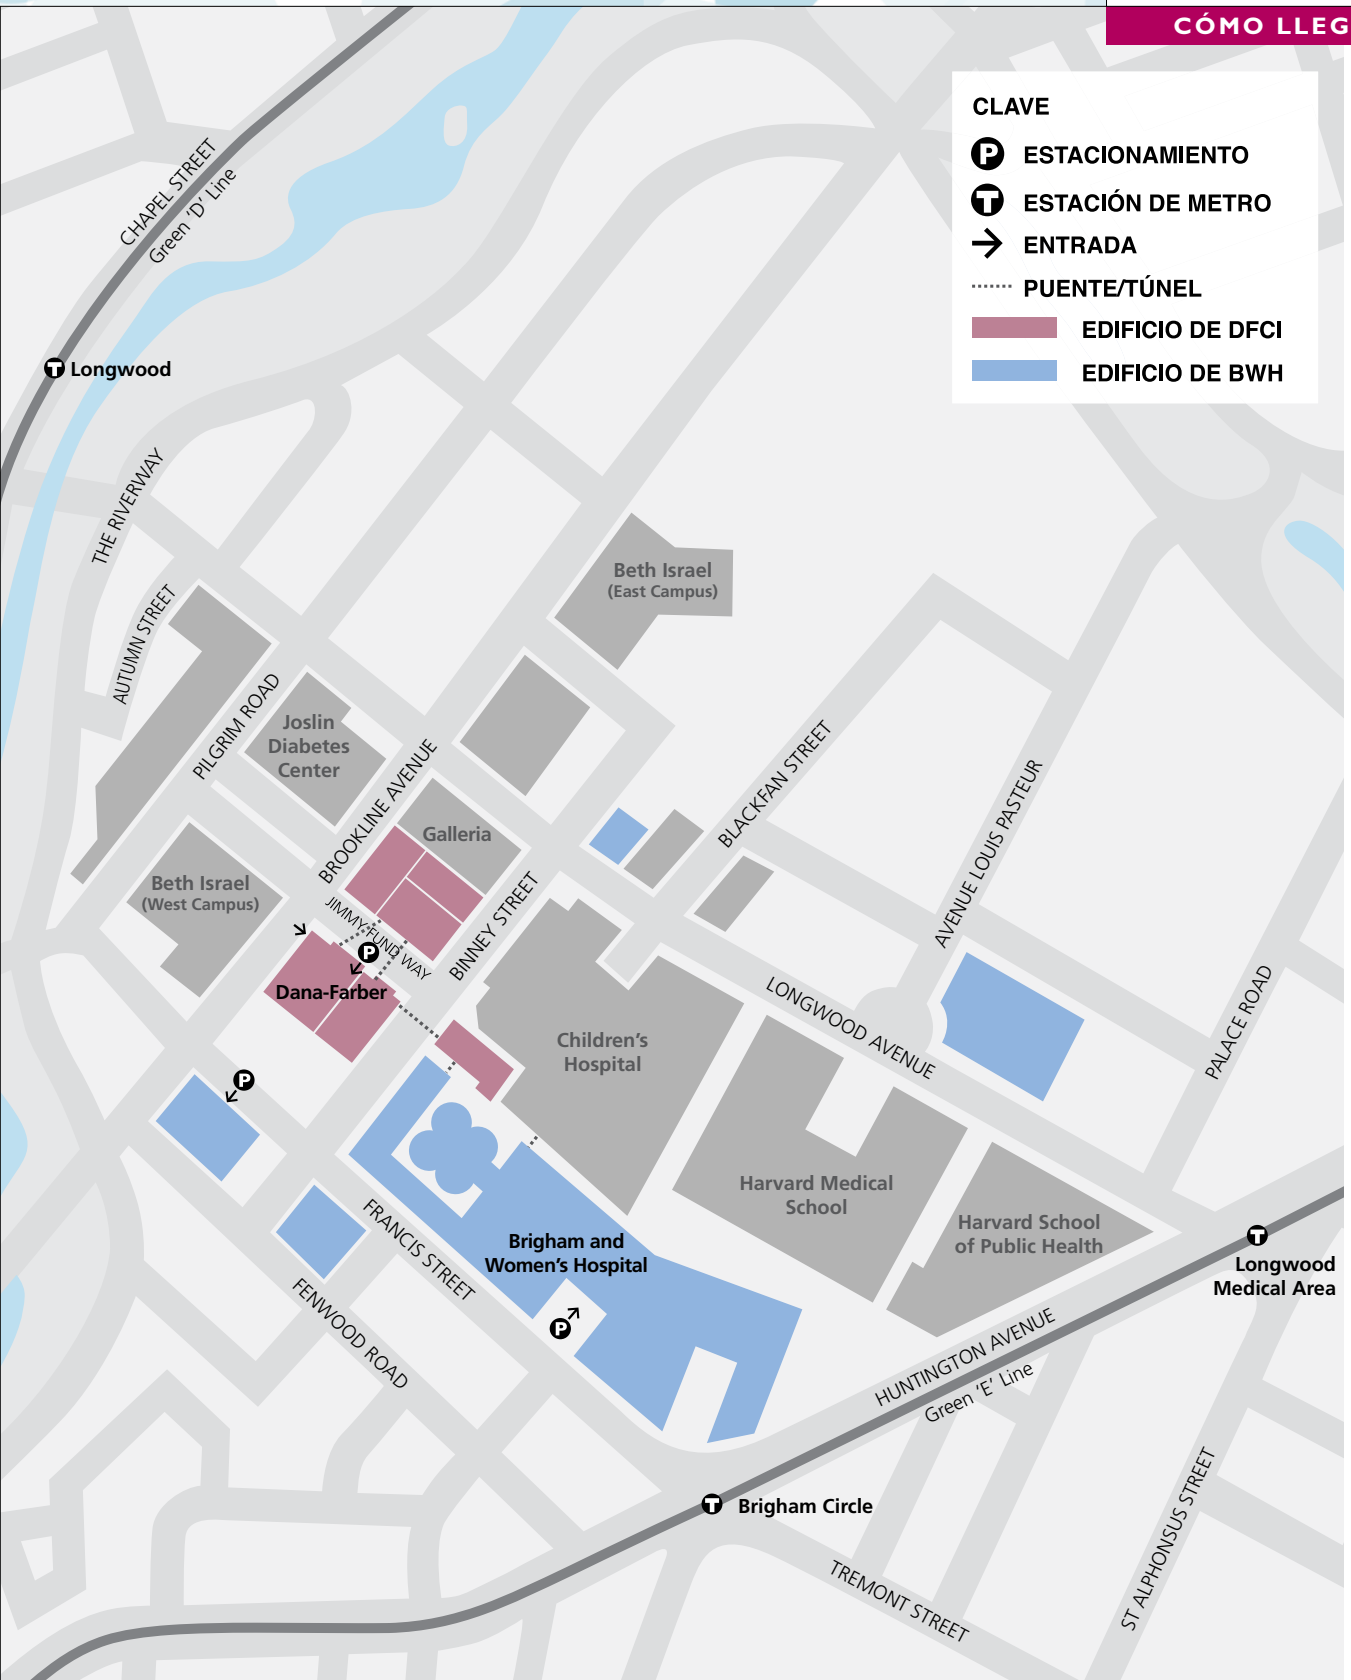 CÓMO LLEG
CLAVE
P ESTACIONAMIENTO
T ESTACIÓN DE METRO
ENTRADA
PUENTE/TÚNEL
EDIFICIO DE DFCI
EDIFICIO DE BWH
CHAPEL STREET
Green ‘D’ Line
T Longwood
THE RIVERWAY
AUTUMN STREET
Beth Israel
(East Campus)
PILGRIM ROAD
Joslin
Diabetes
Center
BROOKLINE AVENUE
Galleria
BLACKFAN STREET
AVENUE LOUIS PASTEUR
Beth Israel
(West Campus)
JIMMY FUND WAY
BINNEY STREET
P
Dana-Farber
LONGWOOD AVENUE
PALACE ROAD
Children’s
Hospital
P
Harvard Medical
School
Harvard School
of Public Health
FRANCIS STREET
Brigham and
Women’s Hospital
T
Longwood
Medical Area
FENWOOD ROAD
P
HUNTINGTON AVENUE
Green ‘E’ Line
T Brigham Circle
TREMONT STREET
ST ALPHONSUS STREET